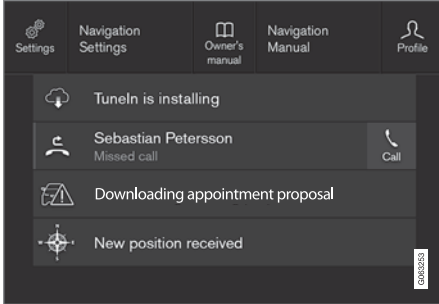 Settings
Navigation
Settings
Owner's
manual
Navigation
Manual
Profile
TuneIn is installing
Sebastian Petersson
Missed call
Call
Downloading appointment proposal
New position received
G063253